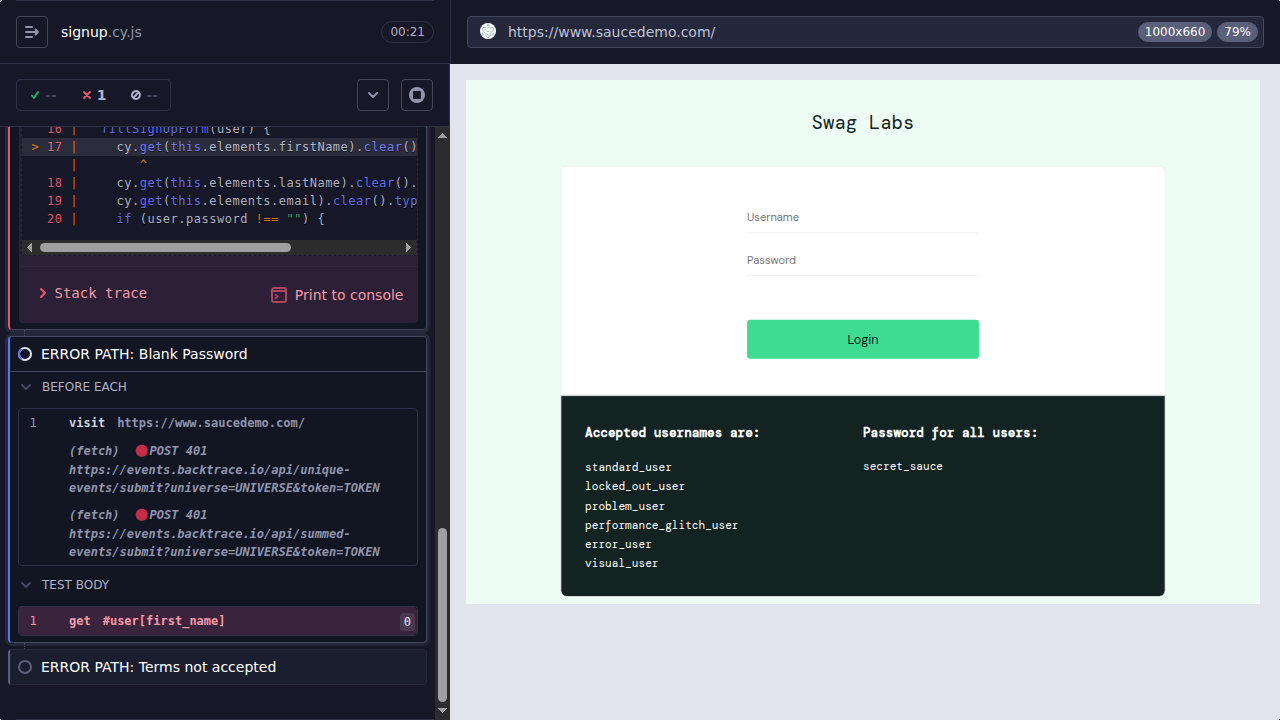 signup.cy.js
00:21
--
1
--
16 | fillSignUpForm(user) {
> 17 | cy.get(this.elements.firstName).clear()
| ^
18 | cy.get(this.elements.lastName).clear().
19 | cy.get(this.elements.email).clear().typ
20 | if (user.password !== "") {
Stack trace
Print to console
ERROR PATH: Blank Password
BEFORE EACH
1 visit https://www.saucedemo.com/
(fetch) POST 401
https://events.backtrace.io/api/unique-
events/submit?universe=UNIVERSE&token=TOKEN
(fetch) POST 401
https://events.backtrace.io/api/summed-
events/submit?universe=UNIVERSE&token=TOKEN
TEST BODY
1 get #user[first_name] 0
ERROR PATH: Terms not accepted
https://www.saucedemo.com/
1000x660
79%
Swag Labs
Username
Password
Login
Accepted usernames are:
standard_user
locked_out_user
problem_user
performance_glitch_user
error_user
visual_user
Password for all users:
secret_sauce